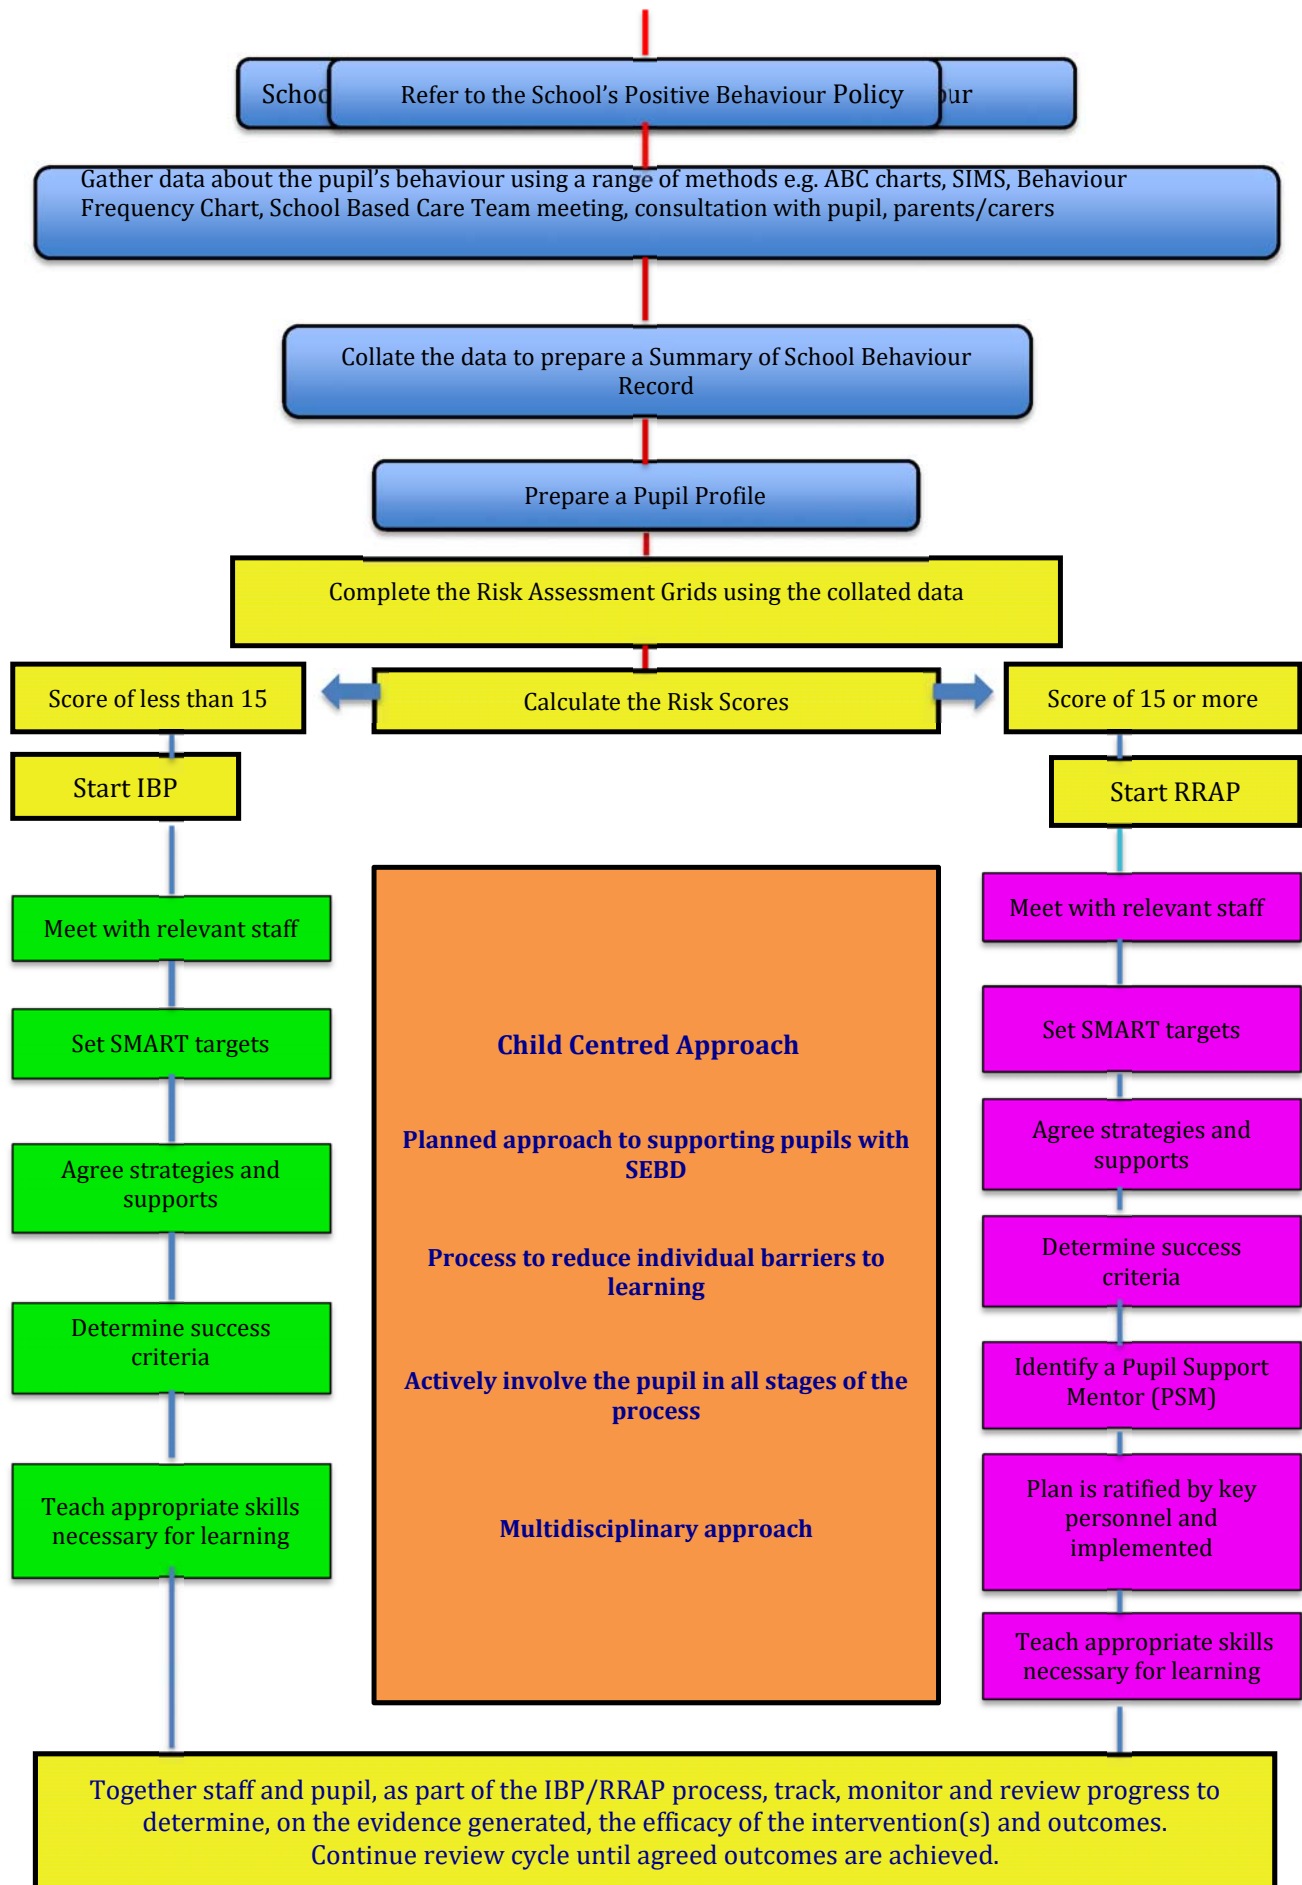 Refer to the School's Positive Behaviour Policy
Gather data about the pupil's behaviour using a range of methods e.g. ABC charts, SIMS, Behaviour
Frequency Chart, School Based Care Team meeting, consultation with pupil, parents/carers
Collate the data to prepare a Summary of School Behaviour
Record
Prepare a Pupil Profile
Complete the Risk Assessment Grids using the collated data
Score of less than 15
Calculate the Risk Scores
Score of 15 or more
Start IBP
Start RRAP
Meet with relevant staff
Set SMART targets
Agree strategies and
supports
Determine success
criteria
Teach appropriate skills
necessary for learning
Child Centred Approach
Planned approach to supporting pupils with
SEBD
Process to reduce individual barriers to
learning
Actively involve the pupil in all stages of the
process
Multidisciplinary approach
Meet with relevant staff
Set SMART targets
Agree strategies and
supports
Determine success
criteria
Identify a Pupil Support
Mentor (PSM)
Plan is ratified by key
personnel and
implemented
Teach appropriate skills
necessary for learning
Together staff and pupil, as part of the IBP/RRAP process, track, monitor and review progress to
determine, on the evidence generated, the efficacy of the intervention(s) and outcomes.
Continue review cycle until agreed outcomes are achieved.